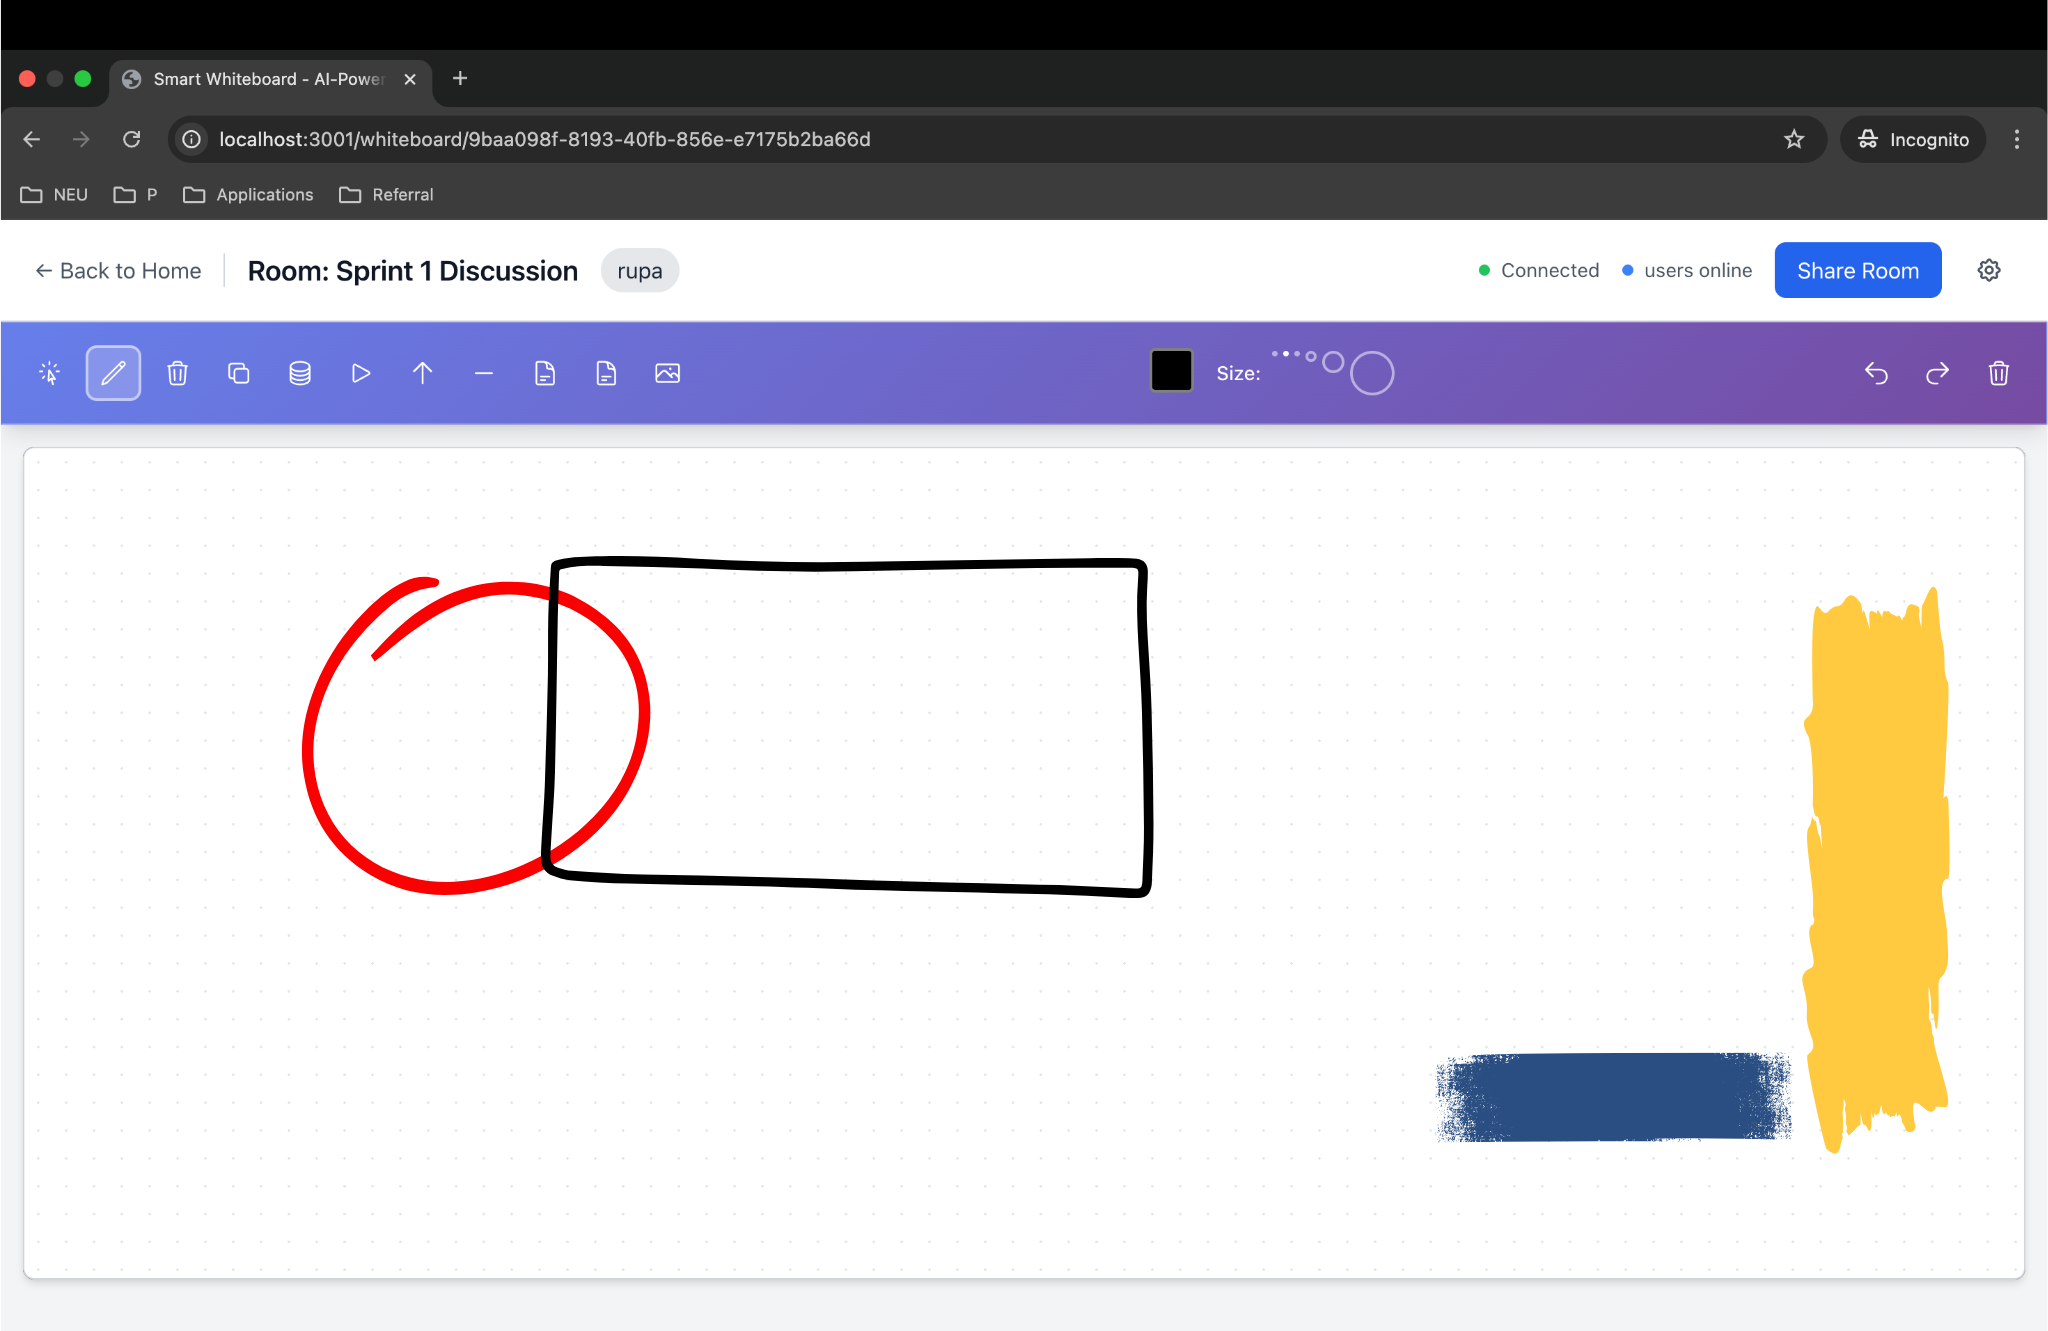 Smart Whiteboard - AI-Power
localhost:3001/whiteboard/9baa098f-8193-40fb-856e-e7175b2ba66d
Incognito
NEU P Applications Referral
← Back to Home Room: Sprint 1 Discussion rupa Connected users online Share Room
Size: